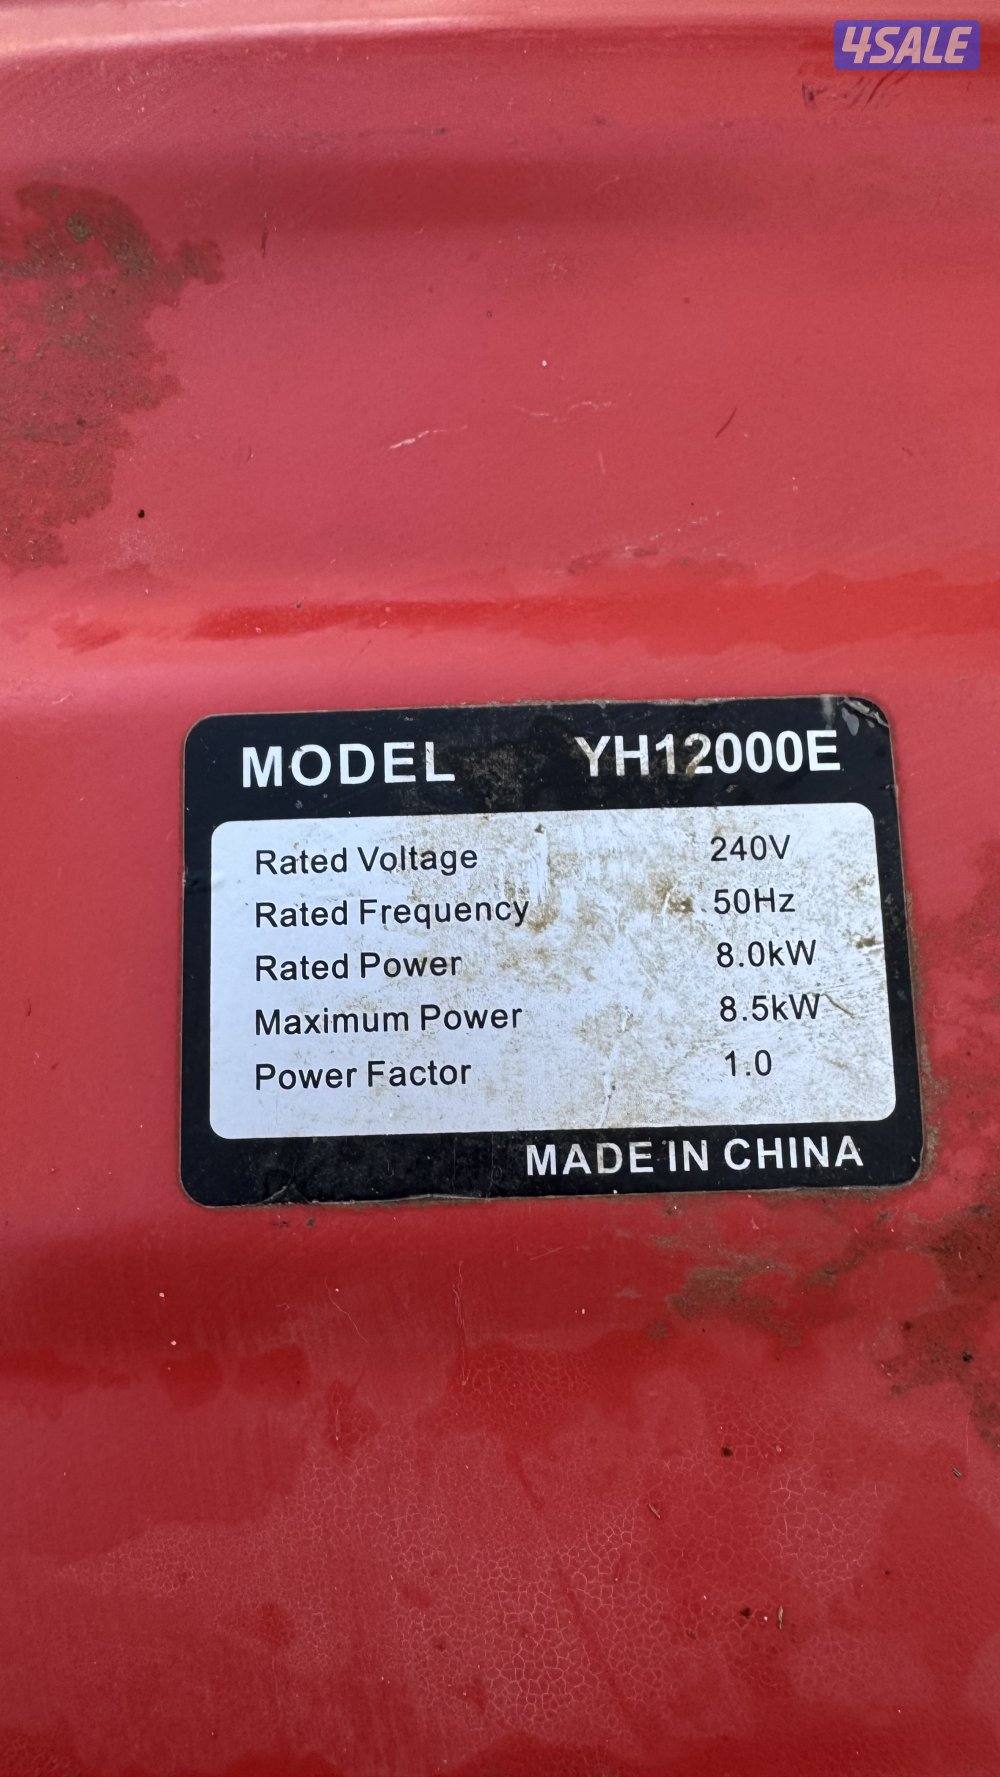 4SALE
MODEL YH12000E
Rated Voltage 240V
Rated Frequency 50Hz
Rated Power 8.0kW
Maximum Power 8.5kW
Power Factor 1.0
MADE IN CHINA